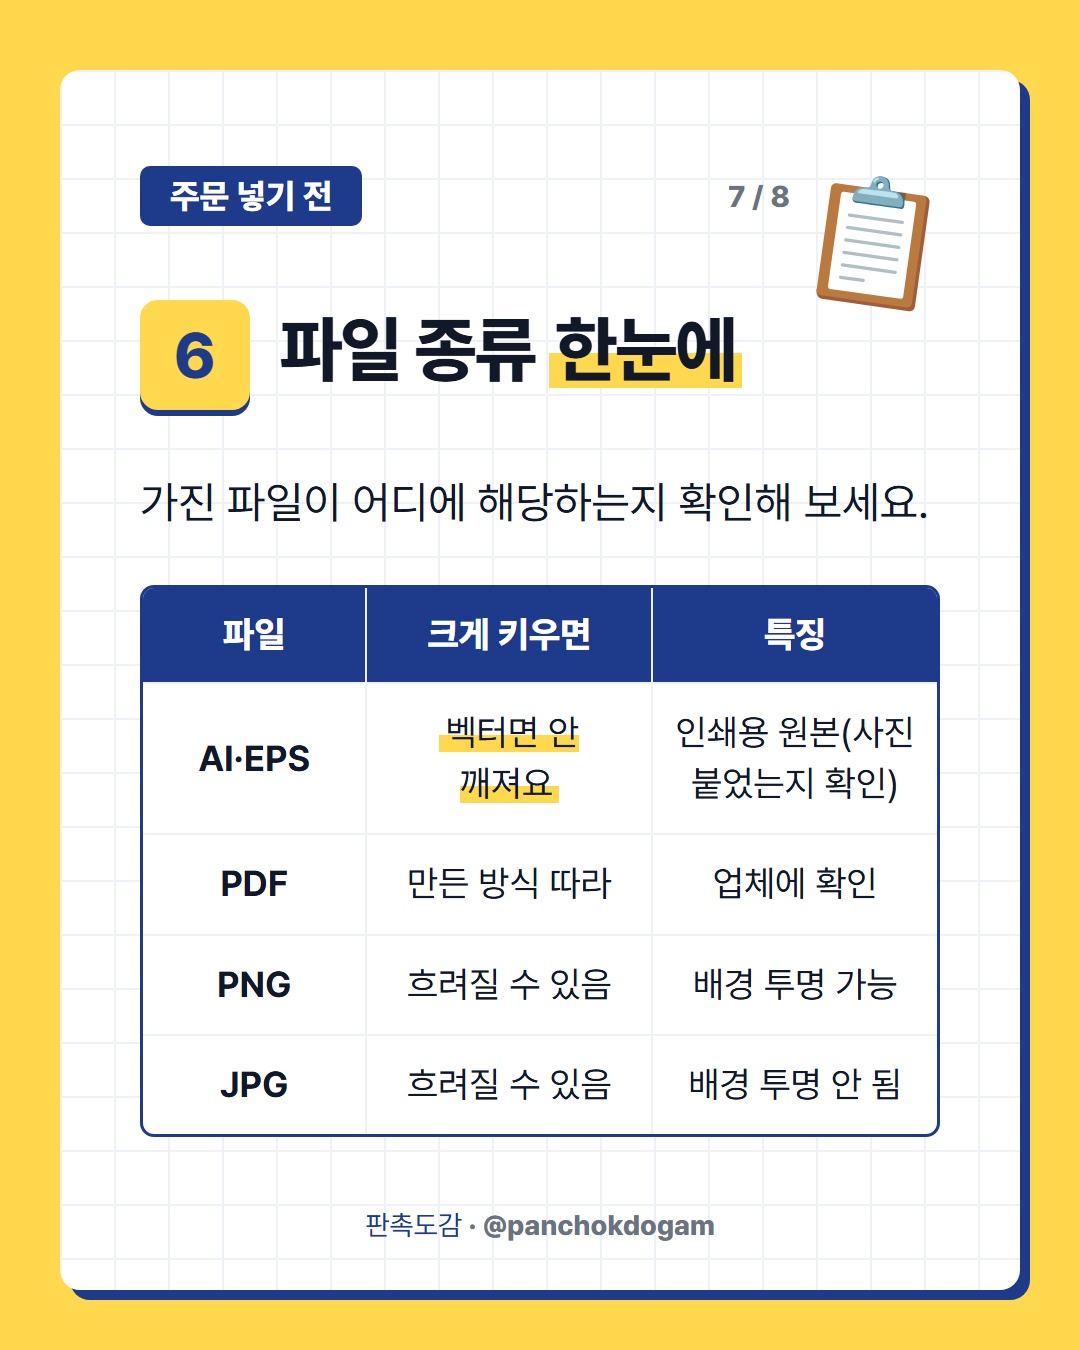 주문 넣기 전
7 / 8
6
파일 종류 한눈에
가진 파일이 어디에 해당하는지 확인해 보세요.
파일 크게 키우면 특징
AI·EPS
벡터면 안
깨져요
인쇄용 원본(사진
붙었는지 확인)
PDF 만든 방식 따라 업체에 확인
PNG 흐려질 수 있음 배경 투명 가능
JPG 흐려질 수 있음 배경 투명 안 됨
판촉도감 · @panchokdogam